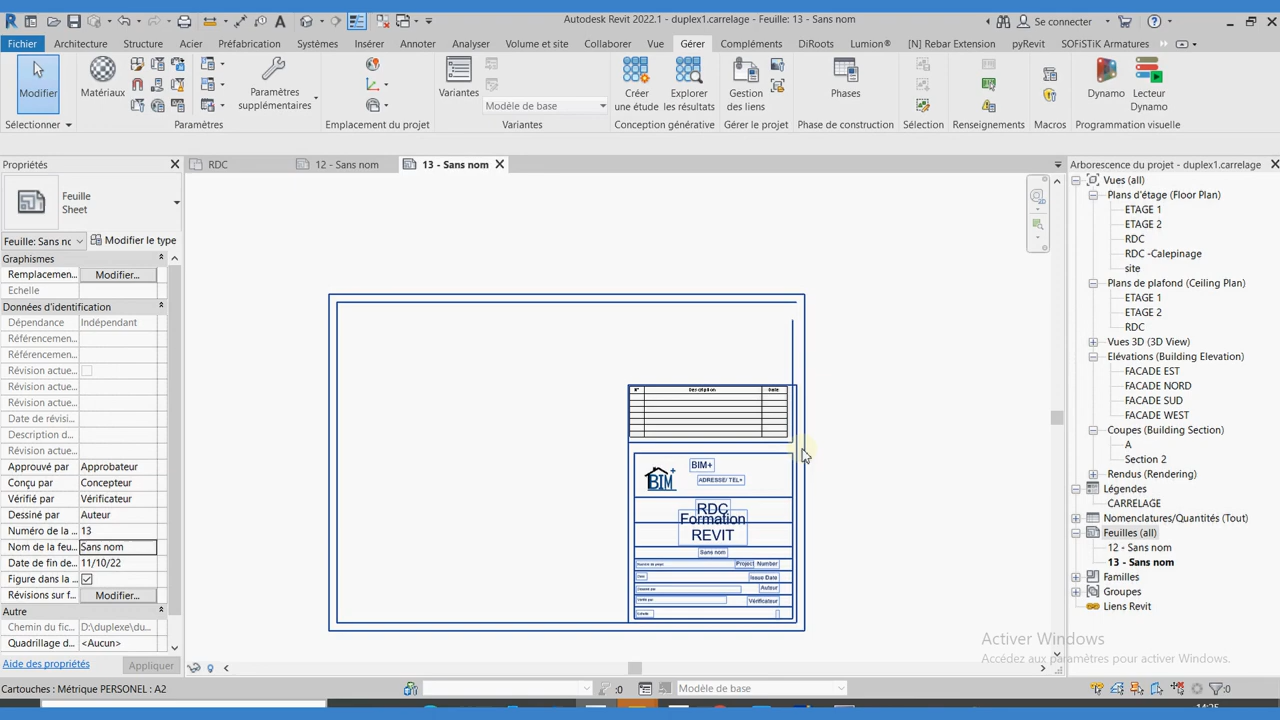 Autodesk Revit 2022.1 - duplex1.carrelage - Feuille: 13 - Sans nom
Se connecter
Fichier Architecture Structure Acier Préfabrication Systèmes Insérer Annoter Analyser Volume et site Collaborer Vue Gérer Compléments DiRoots Lumion® [N] Rebar Extension pyRevit SOFiSTiK Armatures
Modifier
Matériaux
Paramètres
supplémentaires
Variantes
Modèle de base
Créer
une étude
Explorer
les résultats
Gestion
des liens
Phases
Dynamo
Lecteur
Dynamo
Sélectionner Paramètres Emplacement du projet Variantes Conception générative Gérer le projet Phase de construction Sélection Renseignements Macros Programmation visuelle
Propriétés
RDC
12 - Sans nom
13 - Sans nom
Arborescence du projet - duplex1.carrelage
Feuille
Sheet
Feuille: Sans no
Modifier le type
Graphismes
Remplacemen... Modifier...
Echelle
Données d'identification
Dépendance Indépendant
Référencemen...
Référencemen...
Révision actue...
Révision actue...
Révision actue...
Date de révisi...
Description d...
Révision actue...
Approuvé par Approbateur
Conçu par Concepteur
Vérifié par Vérificateur
Dessiné par Auteur
Numéro de la ... 13
Nom de la feu... Sans nom
Date de fin de... 11/10/22
Figure dans la ...
Révisions sur... Modifier...
Autre
Chemin du fic... D:\duplexe\du...
Quadrillage d... <Aucun>
Aide des propriétés
Appliquer
N° Description Date
BIM
BIM+
ADRESSE/ TEL+
RDC
Formation
REVIT
Sans nom
Project Number
Issue Date
Auteur
Vérificateur
Vues (all)
Plans d'étage (Floor Plan)
ETAGE 1
ETAGE 2
RDC
RDC -Calepinage
site
Plans de plafond (Ceiling Plan)
ETAGE 1
ETAGE 2
RDC
Vues 3D (3D View)
Elévations (Building Elevation)
FACADE EST
FACADE NORD
FACADE SUD
FACADE WEST
Coupes (Building Section)
A
Section 2
Rendus (Rendering)
Légendes
CARRELAGE
Nomenclatures/Quantités (Tout)
Feuilles (all)
12 - Sans nom
13 - Sans nom
Familles
Groupes
Liens Revit
Activer Windows
Accédez aux paramètres pour activer Windows.
Cartouches : Métrique PERSONEL : A2
:0
Modèle de base
:0
14:25